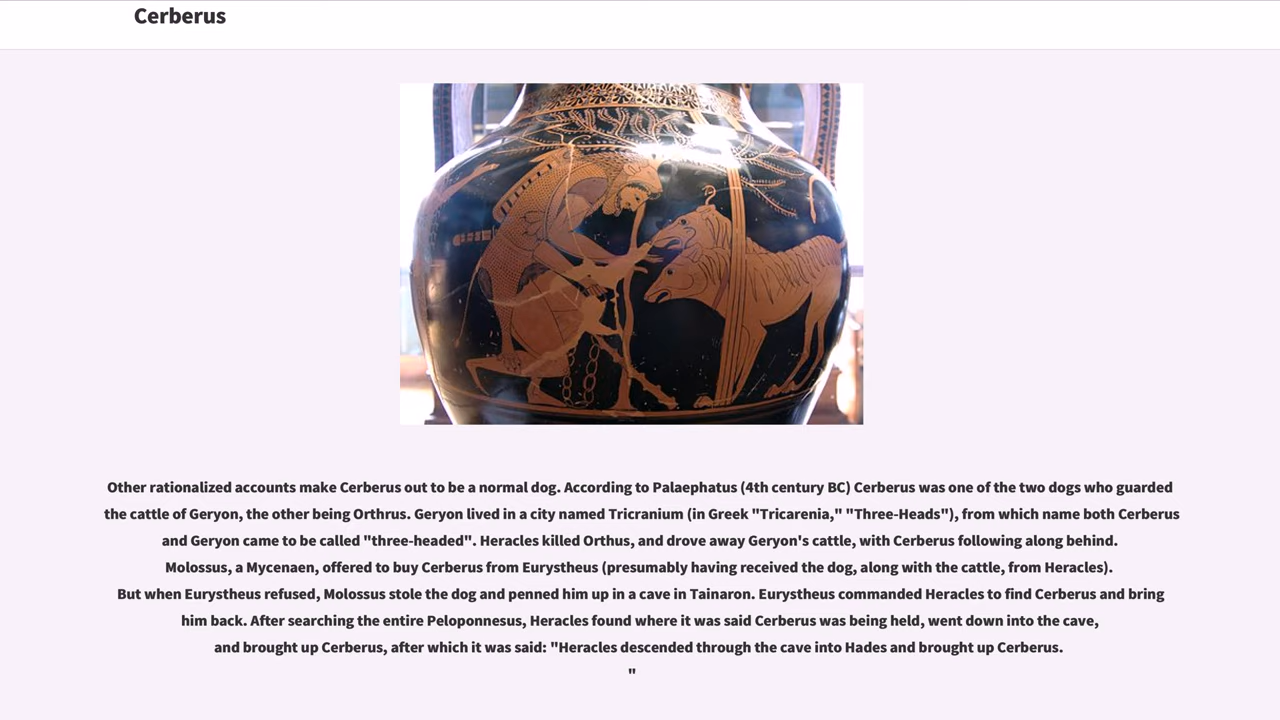 Cerberus
Other rationalized accounts make Cerberus out to be a normal dog. According to Palaephatus (4th century BC) Cerberus was one of the two dogs who guarded
the cattle of Geryon, the other being Orthrus. Geryon lived in a city named Tricranium (in Greek "Tricarenia," "Three-Heads"), from which name both Cerberus
and Geryon came to be called "three-headed". Heracles killed Orthus, and drove away Geryon's cattle, with Cerberus following along behind.
Molossus, a Mycenaen, offered to buy Cerberus from Eurystheus (presumably having received the dog, along with the cattle, from Heracles).
But when Eurystheus refused, Molossus stole the dog and penned him up in a cave in Tainaron. Eurystheus commanded Heracles to find Cerberus and bring
him back. After searching the entire Peloponnesus, Heracles found where it was said Cerberus was being held, went down into the cave,
and brought up Cerberus, after which it was said: "Heracles descended through the cave into Hades and brought up Cerberus.
"